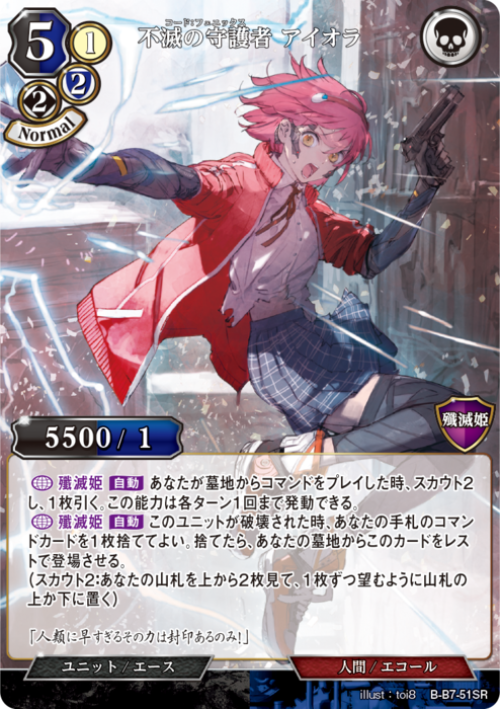 5
1
2
2
Normal
コード:フェニックス
不滅の守護者 アイオラ
殲滅姫
5500 / 1
殲滅姫 自動 あなたが墓地からコマンドをプレイした時、スカウト2
し、1枚引く。この能力は各ターン1回まで発動できる。
殲滅姫 自動 このユニットが破壊された時、あなたの手札のコマン
ドカードを1枚捨ててよい。捨てたら、あなたの墓地からこのカードをレス
トで登場させる。
(スカウト2:あなたの山札を上から2枚見て、1枚ずつ望むように山札の
上か下に置く)
「人類に早すぎるその力は封印あるのみ!」
ユニット / エース
人間 / エコール
illust : toi8 B-B7-51SR